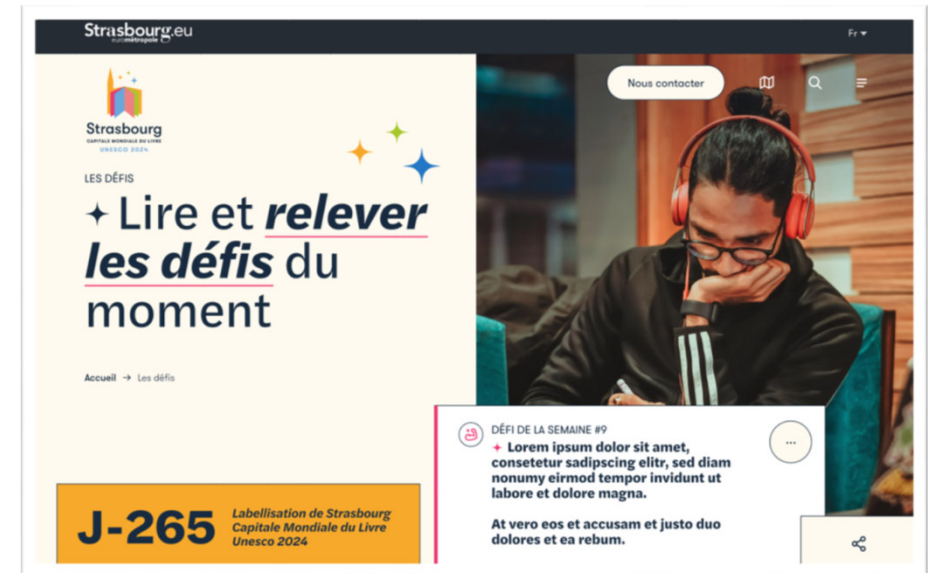 Strasbourg.eu
eurométropole
Fr
Nous contacter
Strasbourg
CAPITALE MONDIALE DU LIVRE
UNESCO 2024
LES DÉFIS
Lire et relever
les défis du
moment
Accueil → Les défis
DÉFI DE LA SEMAINE #9
Lorem ipsum dolor sit amet,
consetetur sadipscing elitr, sed diam
nonumy eirmod tempor invidunt ut
labore et dolore magna.
At vero eos et accusam et justo duo
dolores et ea rebum.
J-265
Labellisation de Strasbourg
Capitale Mondiale du Livre
Unesco 2024